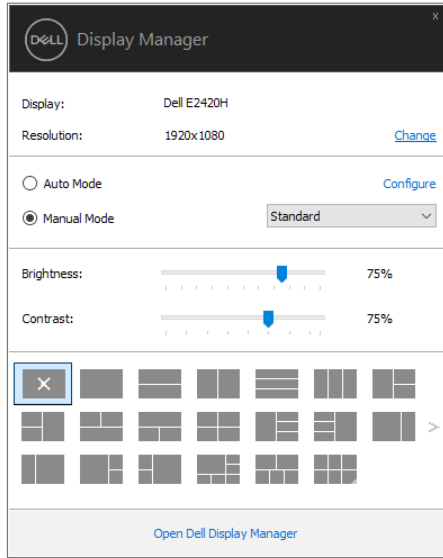 x
DELL Display Manager
Display: Dell E2420H
Resolution: 1920x1080 Change
Auto Mode Configure
Manual Mode Standard
Brightness: 75%
Contrast: 75%
Open Dell Display Manager